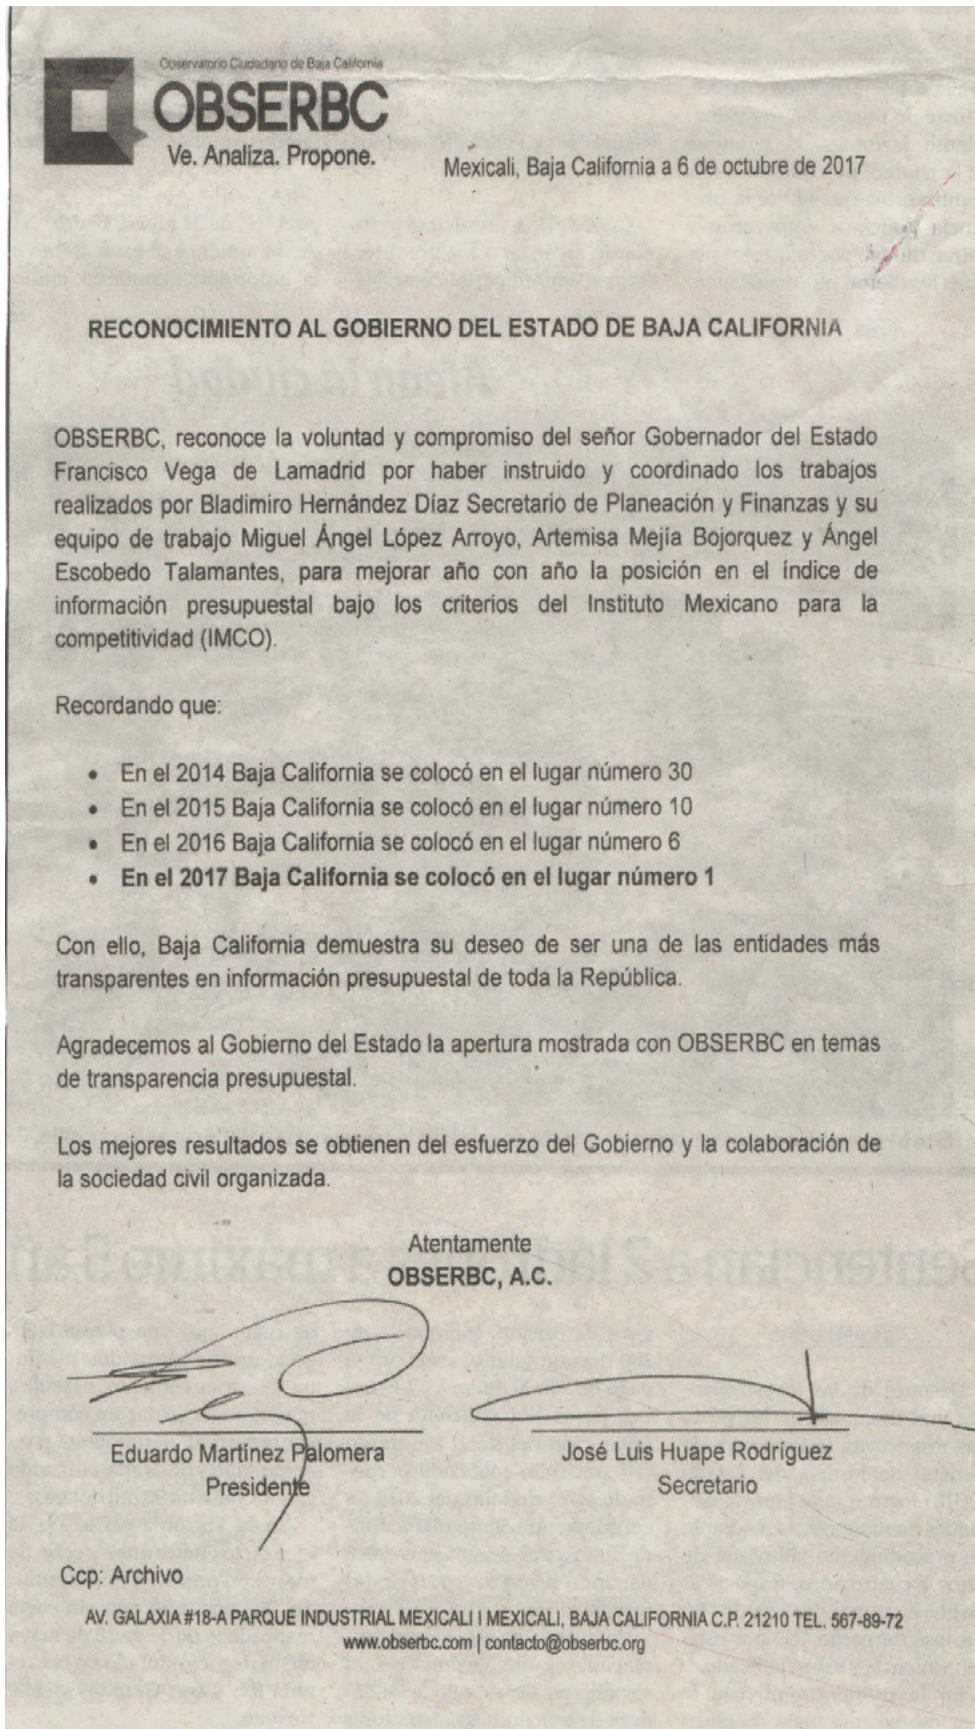 Observatorio Ciudadano de Baja California
OBSERBC
Ve. Analiza. Propone.
Mexicali, Baja California a 6 de octubre de 2017
RECONOCIMIENTO AL GOBIERNO DEL ESTADO DE BAJA CALIFORNIA
OBSERBC, reconoce la voluntad y compromiso del señor Gobernador del Estado
Francisco Vega de Lamadrid por haber instruido y coordinado los trabajos
realizados por Bladimiro Hernández Díaz Secretario de Planeación y Finanzas y su
equipo de trabajo Miguel Ángel López Arroyo, Artemisa Mejía Bojorquez y Ángel
Escobedo Talamantes, para mejorar año con año la posición en el índice de
información presupuestal bajo los criterios del Instituto Mexicano para la
competitividad (IMCO).
Recordando que:
• En el 2014 Baja California se colocó en el lugar número 30
• En el 2015 Baja California se colocó en el lugar número 10
• En el 2016 Baja California se colocó en el lugar número 6
• En el 2017 Baja California se colocó en el lugar número 1
Con ello, Baja California demuestra su deseo de ser una de las entidades más
transparentes en información presupuestal de toda la República.
Agradecemos al Gobierno del Estado la apertura mostrada con OBSERBC en temas
de transparencia presupuestal.
Los mejores resultados se obtienen del esfuerzo del Gobierno y la colaboración de
la sociedad civil organizada.
Atentamente
OBSERBC, A.C.
Eduardo Martínez Palomera
Presidente
José Luis Huape Rodríguez
Secretario
Ccp: Archivo
AV. GALAXIA #18-A PARQUE INDUSTRIAL MEXICALI I MEXICALI, BAJA CALIFORNIA C.P. 21210 TEL. 567-89-72
www.obserbc.com | contacto@obserbc.org